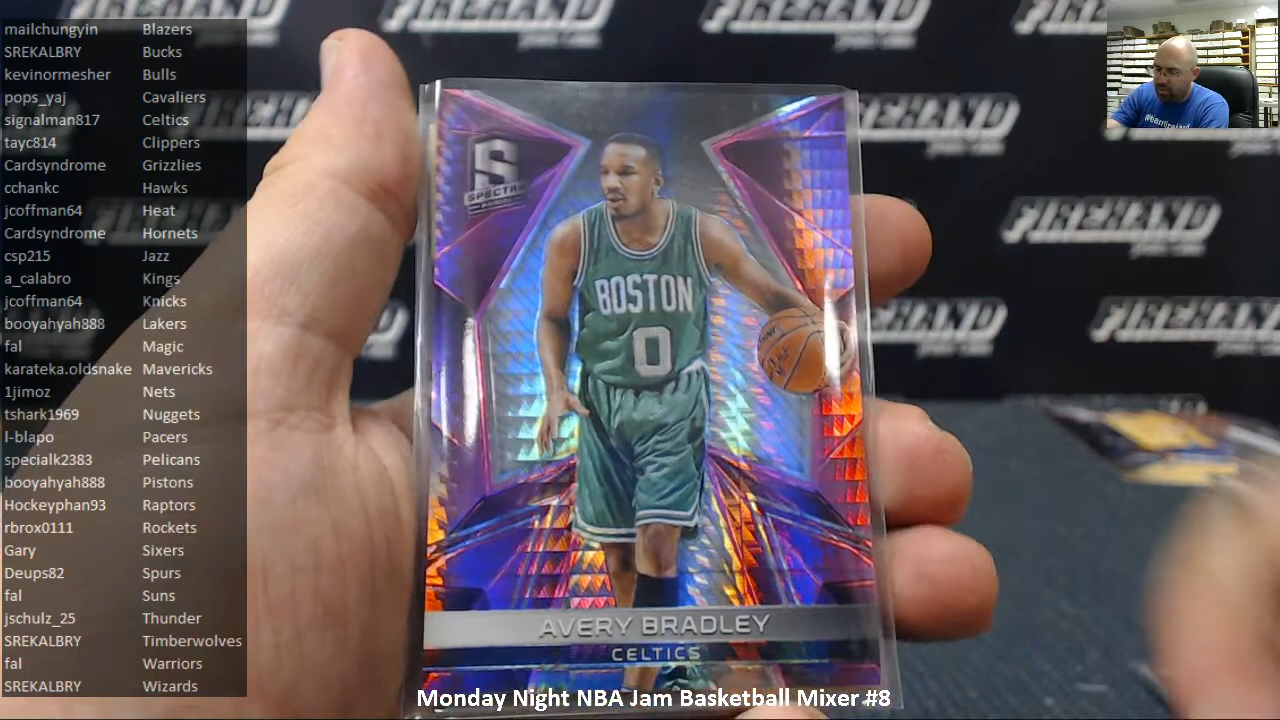 mailchungyin Blazers
SREKALBRY Bucks
kevinormesher Bulls
pops_yaj Cavaliers
signalman817 Celtics
tayc814 Clippers
Cardsyndrome Grizzlies
cchankc Hawks
jcoffman64 Heat
Cardsyndrome Hornets
csp215 Jazz
a_calabro Kings
jcoffman64 Knicks
booyahyah888 Lakers
fal Magic
karateka.oldsnake Mavericks
1jimoz Nets
tshark1969 Nuggets
l-blapo Pacers
specialk2383 Pelicans
booyahyah888 Pistons
Hockeyphan93 Raptors
rbrox0111 Rockets
Gary Sixers
Deups82 Spurs
fal Suns
jschulz_25 Thunder
SREKALBRY Timberwolves
fal Warriors
SREKALBRY Wizards
S
SPECTRA
BOSTON
0
AVERY BRADLEY
CELTICS
FIREHAND
FIREHAND
Monday Night NBA Jam Basketball Mixer #8